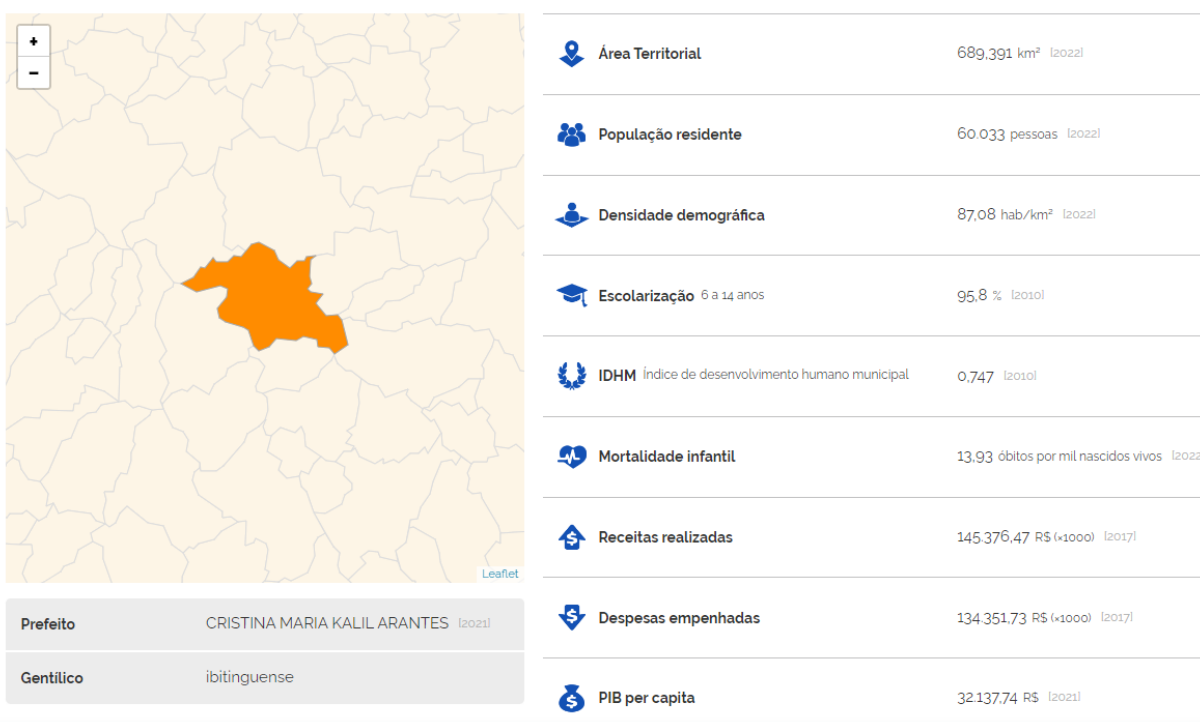 +
−
Leaflet
Prefeito CRISTINA MARIA KALIL ARANTES [2021]
Gentílico ibitinguense
Área Territorial 689,391 km² [2022]
População residente 60.033 pessoas [2022]
Densidade demográfica 87,08 hab/km² [2022]
Escolarização 6 a 14 anos 95,8 % [2010]
IDHM Índice de desenvolvimento humano municipal 0,747 [2010]
Mortalidade infantil 13,93 óbitos por mil nascidos vivos [2022
Receitas realizadas 145.376,47 R$ (×1000) [2017]
Despesas empenhadas 134.351,73 R$ (×1000) [2017]
PIB per capita 32.137,74 R$ [2021]